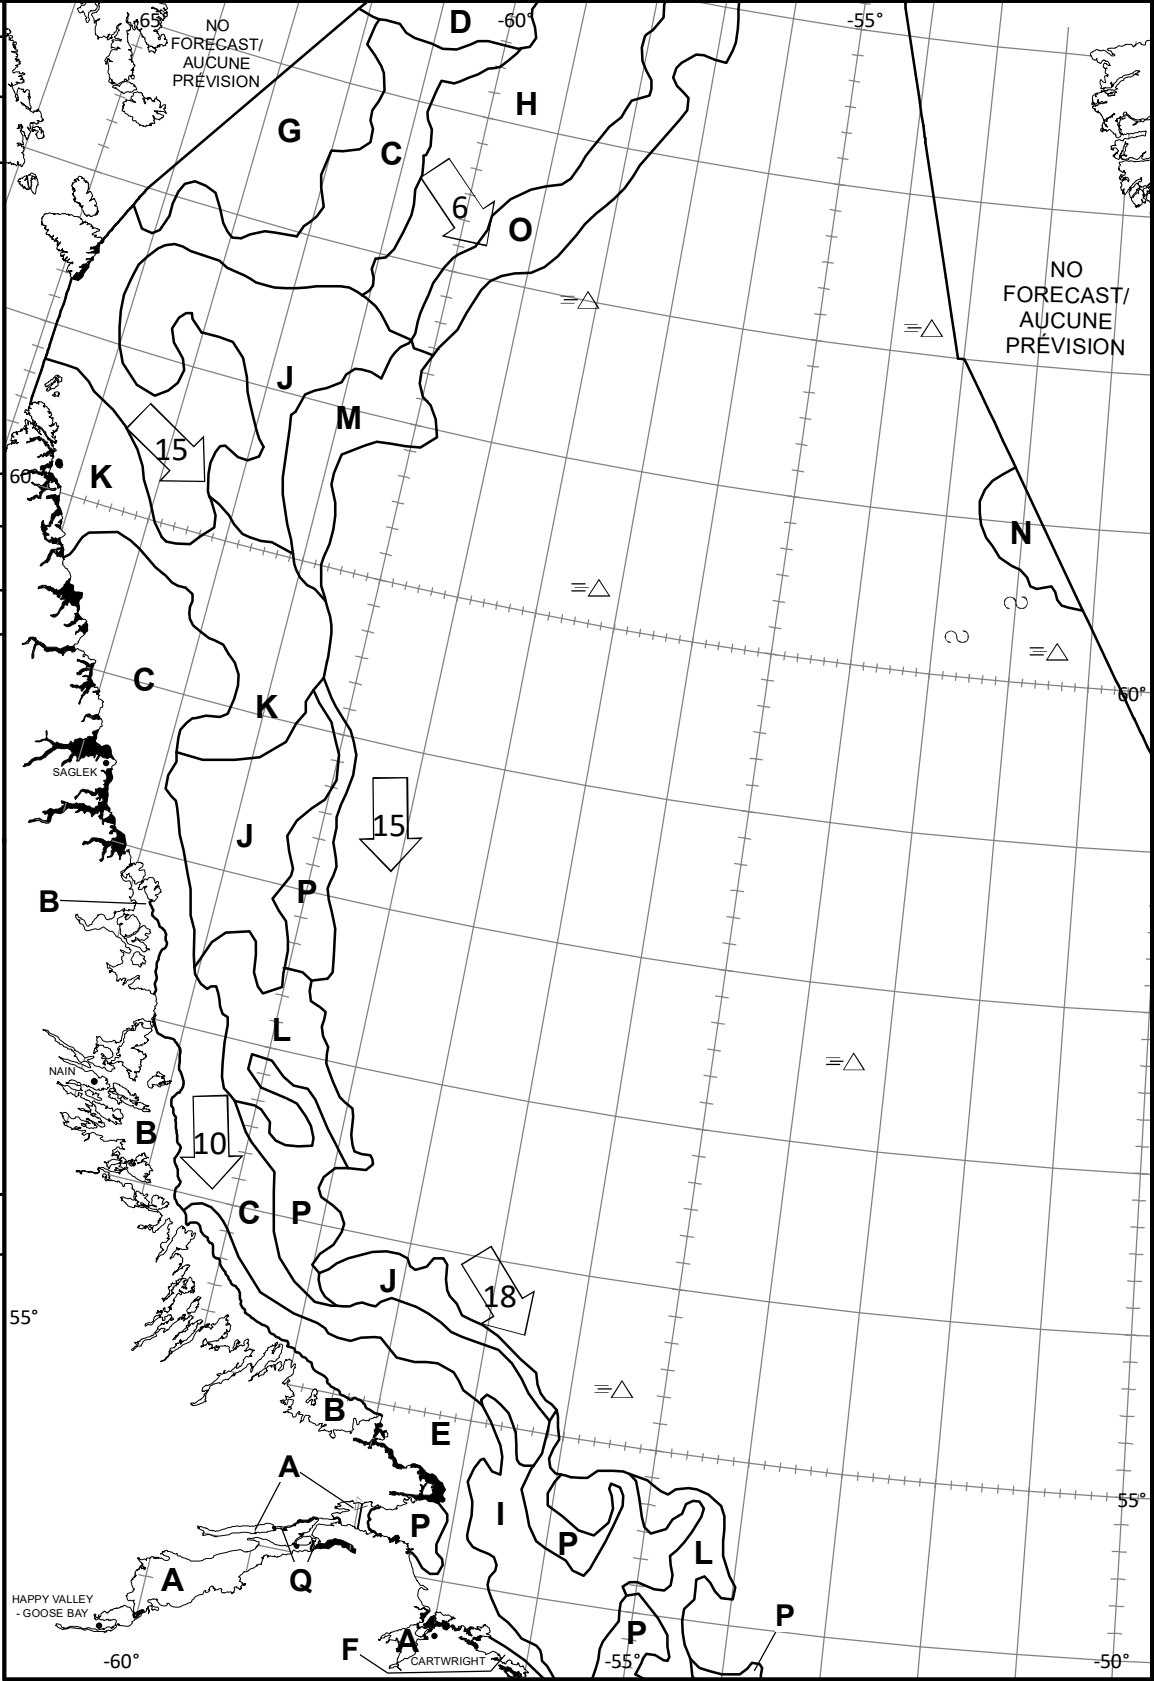 65°
-60°
-55°
D
NO
FORECAST/
AUCUNE
PRÉVISION
H
G
C
6
O
NO
FORECAST/
AUCUNE
PRÉVISION
J
M
15
K
60°
N
C
K
60°
SAGLEK
15
J
P
B
L
NAIN
B
10
C
P
J
18
55°
B
E
A
55°
I
P
P
L
A
Q
HAPPY VALLEY
- GOOSE BAY
P
P
A
F
CARTWRIGHT
-60°
-55°
-50°